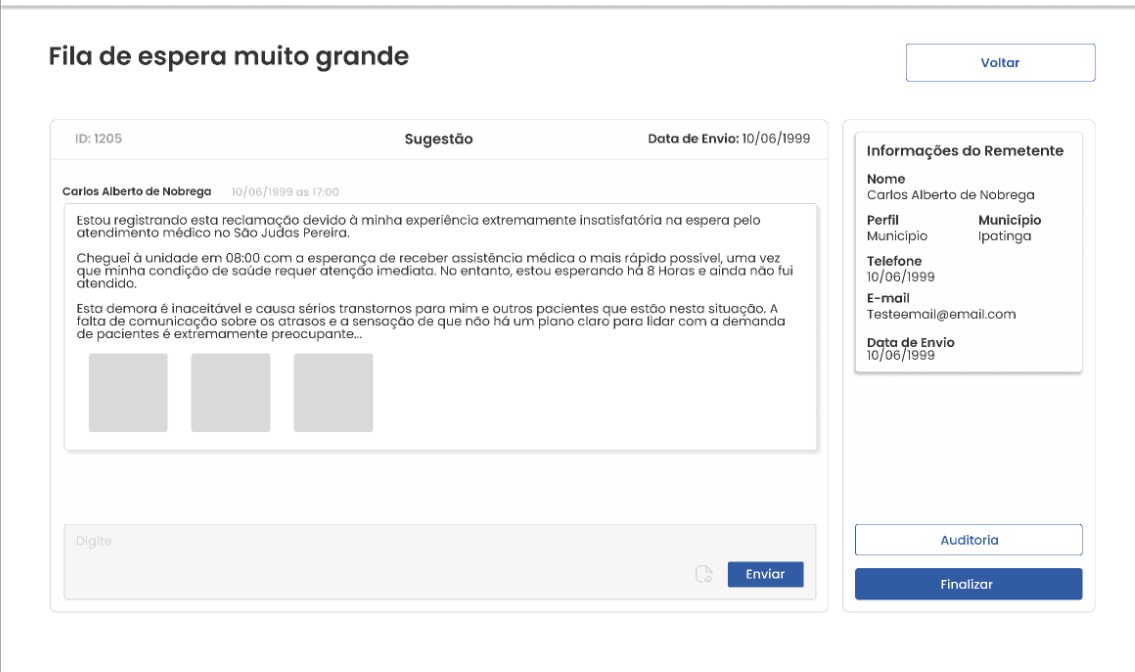 Fila de espera muito grande
Voltar
ID: 1205
Sugestão
Data de Envio: 10/06/1999
Carlos Alberto de Nobrega 10/06/1999 as 17:00
Estou registrando esta reclamação devido à minha experiência extremamente insatisfatória na espera pelo
atendimento médico no São Judas Pereira.
Cheguei à unidade em 08:00 com a esperança de receber assistência médica o mais rápido possível, uma vez
que minha condição de saúde requer atenção imediata. No entanto, estou esperando há 8 Horas e ainda não fui
atendido.
Esta demora é inaceitável e causa sérios transtornos para mim e outros pacientes que estão nesta situação. A
falta de comunicação sobre os atrasos e a sensação de que não há um plano claro para lidar com a demanda
de pacientes é extremamente preocupante...
Digite
Enviar
Informações do Remetente
Nome
Carlos Alberto de Nobrega
Perfil Município
Município Ipatinga
Telefone
10/06/1999
E-mail
Testeemail@email.com
Data de Envio
10/06/1999
Auditoria
Finalizar